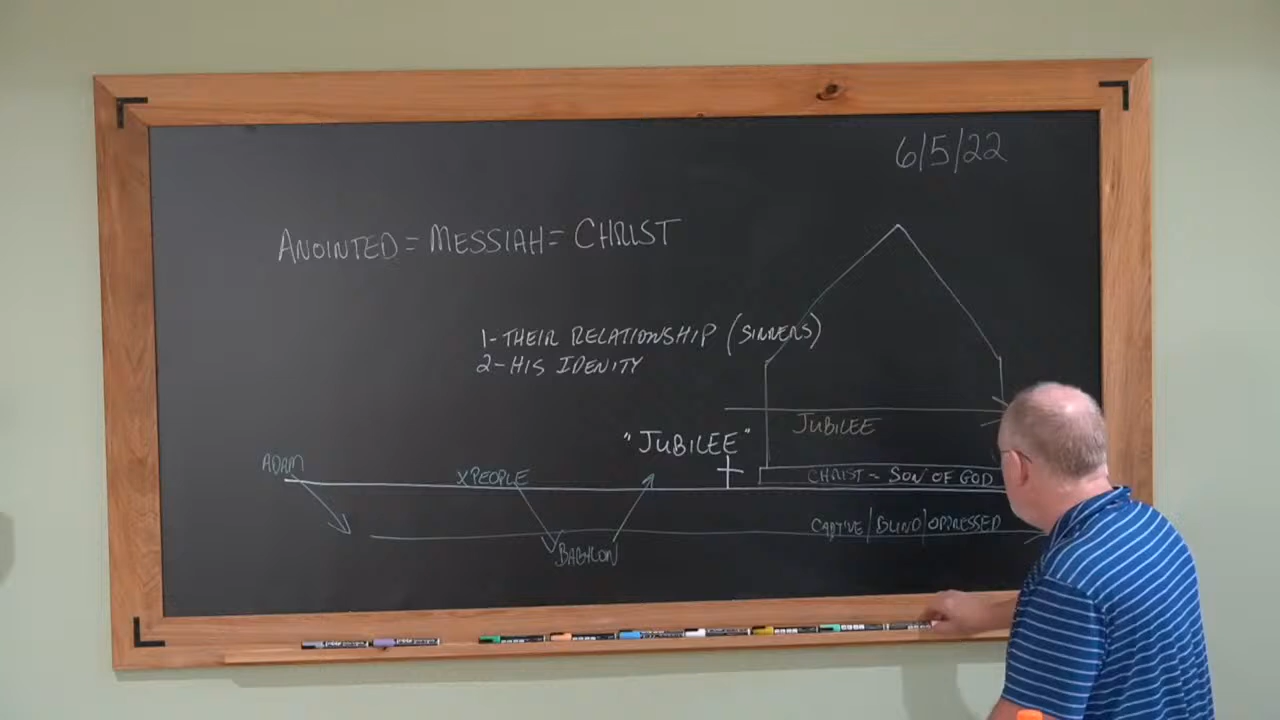 6/5/22
ANOINTED = MESSIAH = CHRIST
1-THEIR RELATIONSHIP (SINNERS)
2-HIS IDENITY
JUBILEE
"JUBILEE"
ADAM
XPEOPLE
CHRIST - SON OF GOD
CAPTIVE/BLIND/OPPRESSED
BABYLON